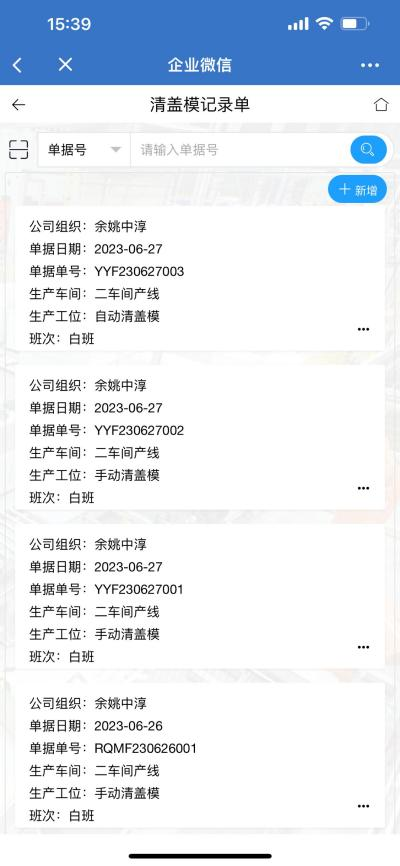 15:39
企业微信
清盖模记录单
单据号
请输入单据号
新增
公司组织：余姚中淳
单据日期：2023-06-27
单据单号：YYF230627003
生产车间：二车间产线
生产工位：自动清盖模
班次：白班
公司组织：余姚中淳
单据日期：2023-06-27
单据单号：YYF230627002
生产车间：二车间产线
生产工位：手动清盖模
班次：白班
公司组织：余姚中淳
单据日期：2023-06-27
单据单号：YYF230627001
生产车间：二车间产线
生产工位：手动清盖模
班次：白班
公司组织：余姚中淳
单据日期：2023-06-26
单据单号：RQMF230626001
生产车间：二车间产线
生产工位：手动清盖模
班次：白班